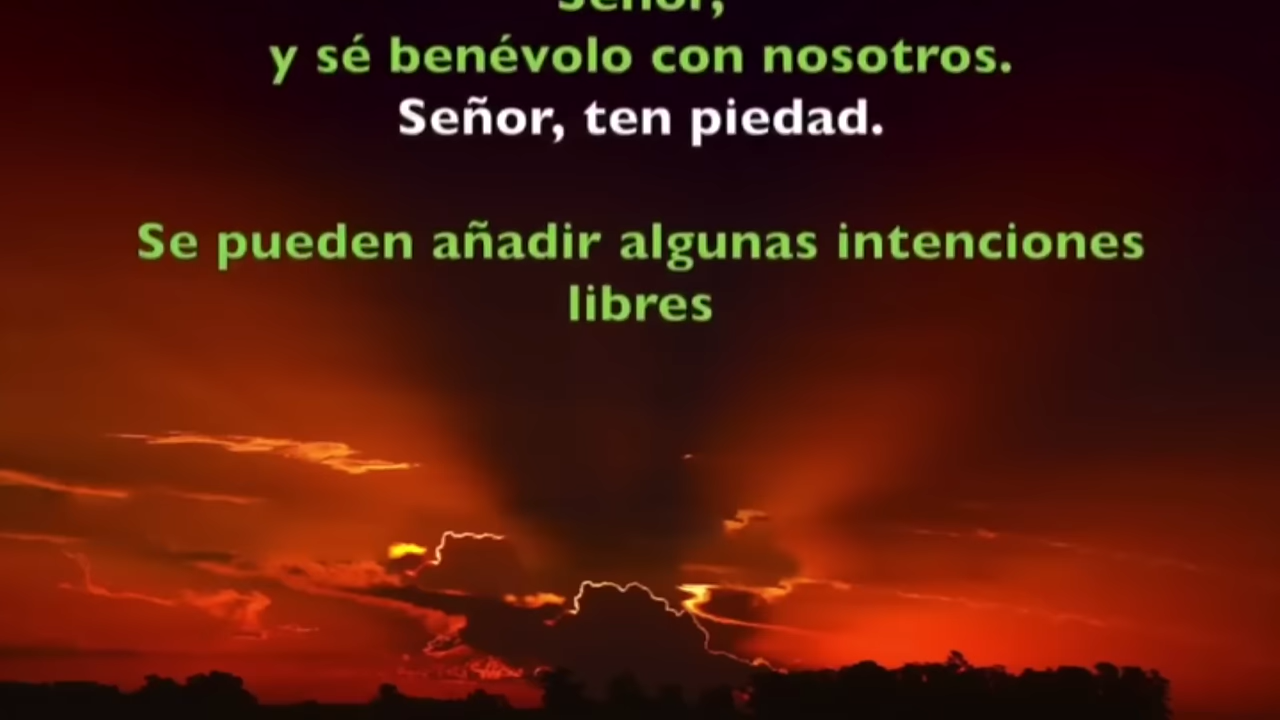 Señor,
y sé benévolo con nosotros.
Señor, ten piedad.
Se pueden añadir algunas intenciones
libres